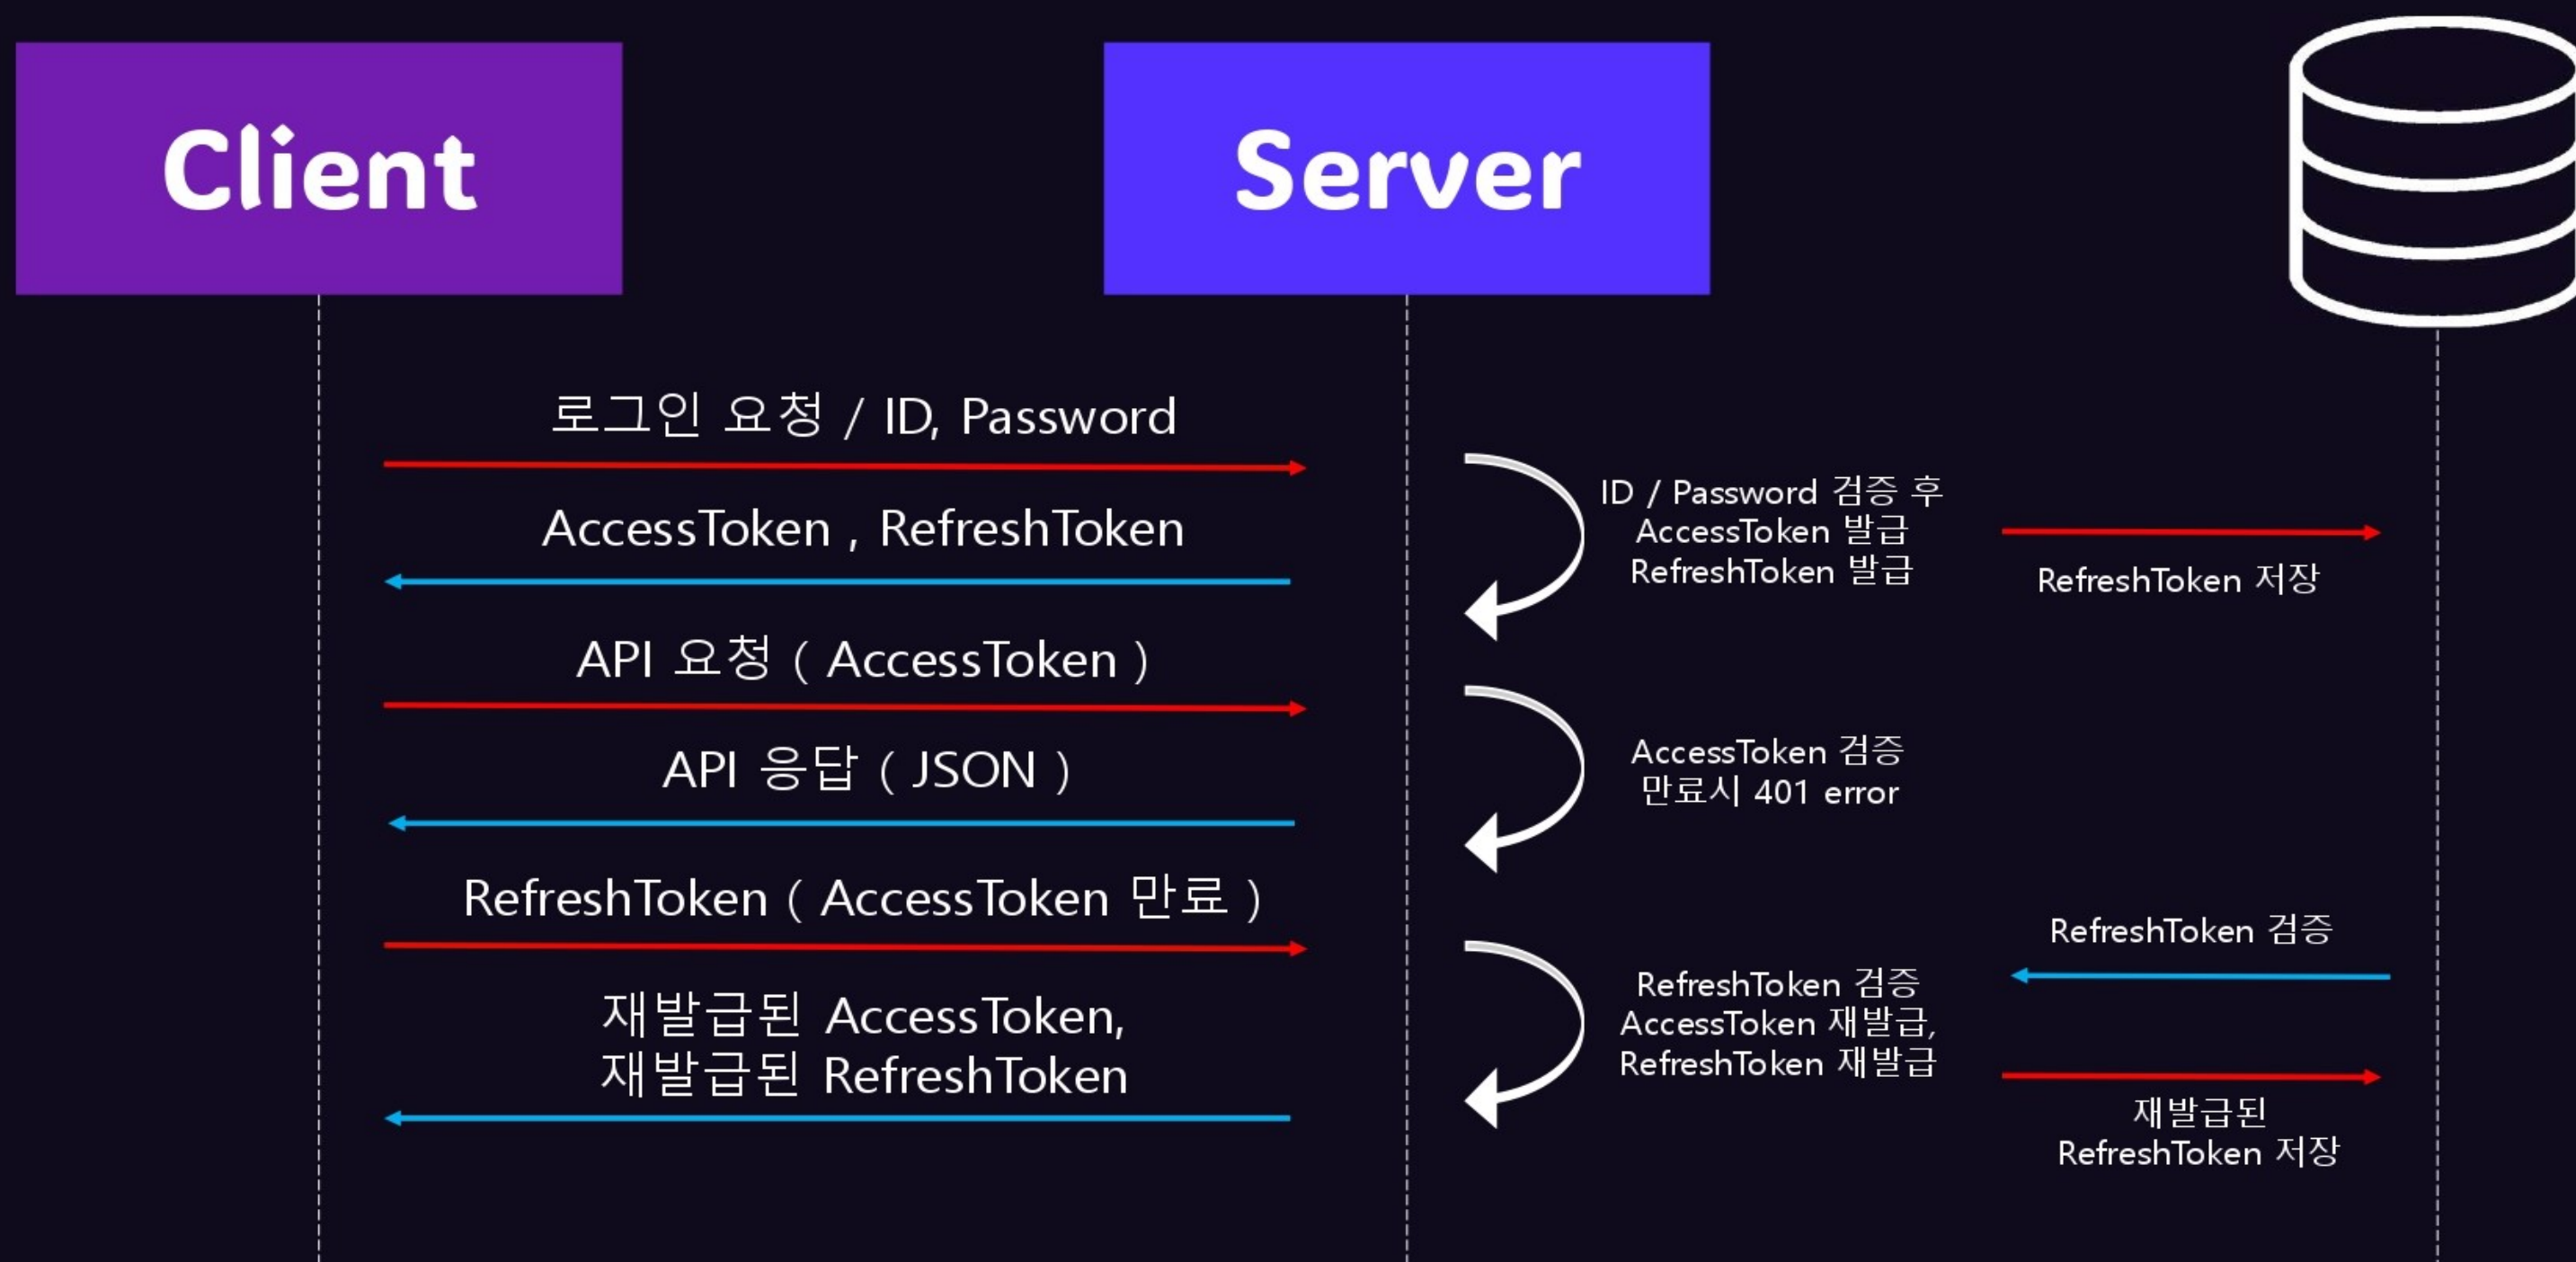 Client
Server
로그인 요청 / ID, Password
AccessToken , RefreshToken
ID / Password 검증 후
AccessToken 발급
RefreshToken 발급
RefreshToken 저장
API 요청 ( AccessToken )
API 응답 ( JSON )
AccessToken 검증
만료시 401 error
RefreshToken ( AccessToken 만료 )
재발급된 AccessToken,
재발급된 RefreshToken
RefreshToken 검증
AccessToken 재발급,
RefreshToken 재발급
RefreshToken 검증
재발급된
RefreshToken 저장